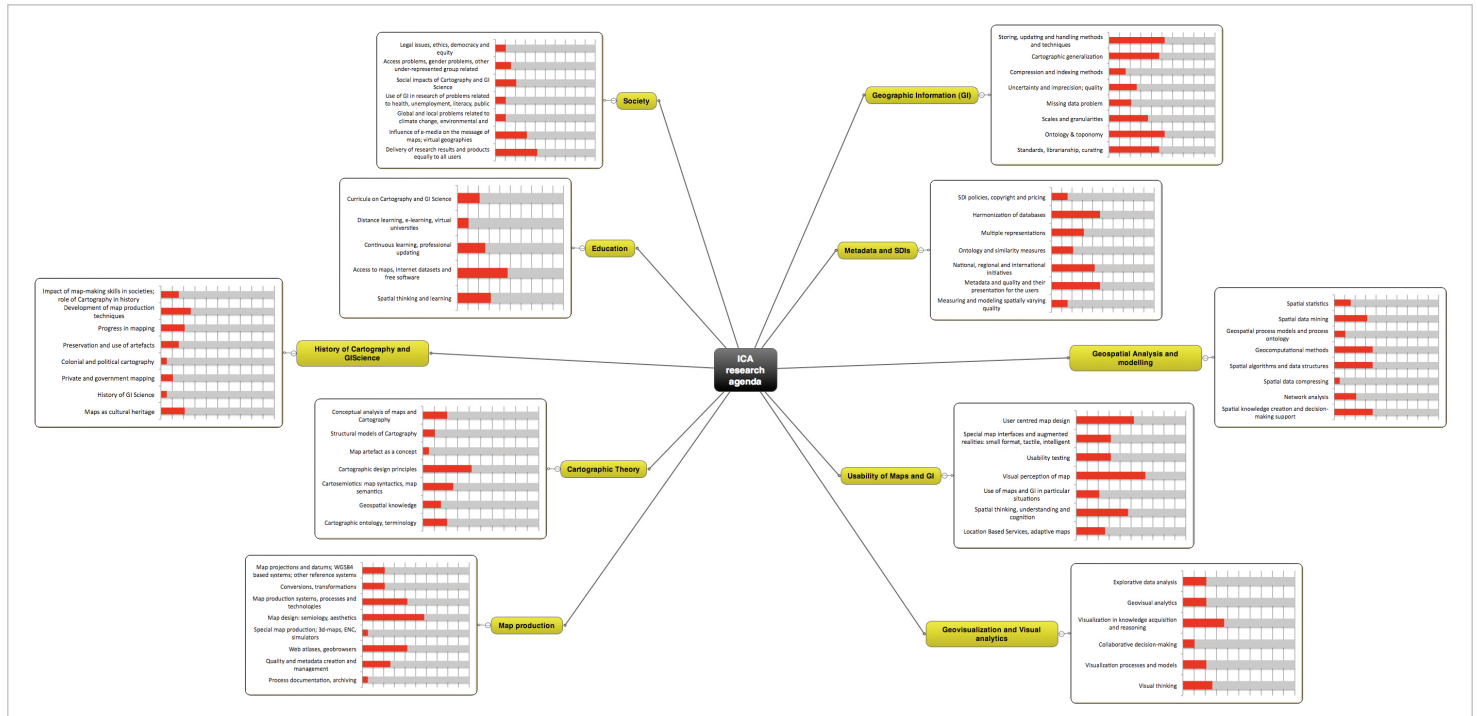 Legal issues, ethics, democracy and
equity
Access problems, gender problems, other
under-represented group related
Social impacts of Cartography and GI
Science
Use of GI in research of problems related
to health, unemployment, literacy, public
Global and local problems related to
climate change, environmental and
Influence of e-media on the message of
maps; virtual geographies
Delivery of research results and products
equally to all users
Society
Curricula on Cartography and GI Science
Distance learning, e-learning, virtual
universities
Continuous learning, professional
updating
Access to maps, internet datasets and
free software
Spatial thinking and learning
Education
Impact of map-making skills in societies;
role of Cartography in history
Development of map production
techniques
Progress in mapping
Preservation and use of artefacts
Colonial and political cartography
Private and government mapping
History of GI Science
Maps as cultural heritage
History of Cartography and
GIScience
Conceptual analysis of maps and
Cartography
Structural models of Cartography
Map artefact as a concept
Cartographic design principles
Cartosemiotics: map syntactics, map
semantics
Geospatial knowledge
Cartographic ontology, terminology
Cartographic Theory
Map projections and datums; WGS84
based systems; other reference systems
Conversions, transformations
Map production systems, processes and
technologies
Map design: semiology, aesthetics
Special map production; 3d-maps, ENC,
simulators
Web atlases, geobrowsers
Quality and metadata creation and
management
Process documentation, archiving
Map production
ICA
research
agenda
Geographic Information (GI)
Storing, updating and handling methods
and techniques
Cartographic generalization
Compression and indexing methods
Uncertainty and imprecision; quality
Missing data problem
Scales and granularities
Ontology & toponomy
Standards, librarianship, curating
Metadata and SDIs
SDI policies, copyright and pricing
Harmonization of databases
Multiple representations
Ontology and similarity measures
National, regional and international
initiatives
Metadata and quality and their
presentation for the users
Measuring and modeling spatially varying
quality
Geospatial Analysis and
modelling
Spatial statistics
Spatial data mining
Geospatial process models and process
ontology
Geocomputational methods
Spatial algorithms and data structures
Spatial data compressing
Network analysis
Spatial knowledge creation and decision-
making support
Usability of Maps and GI
User centred map design
Special map interfaces and augmented
realities: small format, tactile, intelligent
Usability testing
Visual perception of map
Use of maps and GI in particular
situations
Spatial thinking, understanding and
cognition
Location Based Services, adaptive maps
Geovisualization and Visual
analytics
Explorative data analysis
Geovisual analytics
Visualization in knowledge acquisition
and reasoning
Collaborative decision-making
Visualization processes and models
Visual thinking